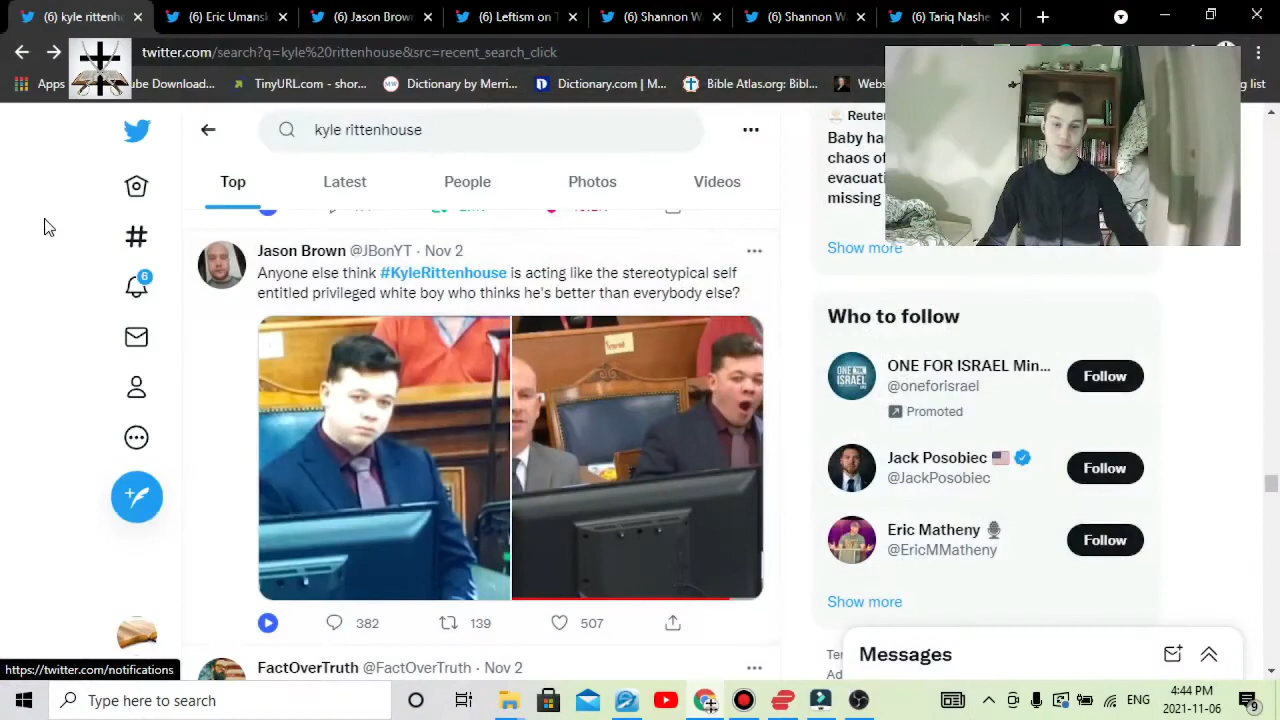 (6) kyle rittenhou
(6) Eric Umansk
(6) Jason Brow
(6) Leftism on T
(6) Shannon W
(6) Shannon W
(6) Tariq Nashe
twitter.com/search?q=kyle%20rittenhouse&src=recent_search_click
Apps
be Download...
TinyURL.com - shor...
MW
Dictionary by Merri...
Dictionary.com | M...
Bible Atlas.org: Bibl...
Webs
g list
kyle rittenhouse
Top
Latest
People
Photos
Videos
Jason Brown @JBonYT · Nov 2
Anyone else think #KyleRittenhouse is acting like the stereotypical self
entitled privileged white boy who thinks he's better than everybody else?
382
139
507
FactOverTruth @FactOverTruth · Nov 2
Reuter
Baby ha
chaos of
evacuati
missing
Show more
Who to follow
ONE FOR ISRAEL Min...
@oneforisrael
Promoted
Follow
Jack Posobiec
@JackPosobiec
Follow
Eric Matheny
@EricMMatheny
Follow
Show more
Messages
6
https://twitter.com/notifications
Type here to search
ENG
4:44 PM
2021-11-06
9